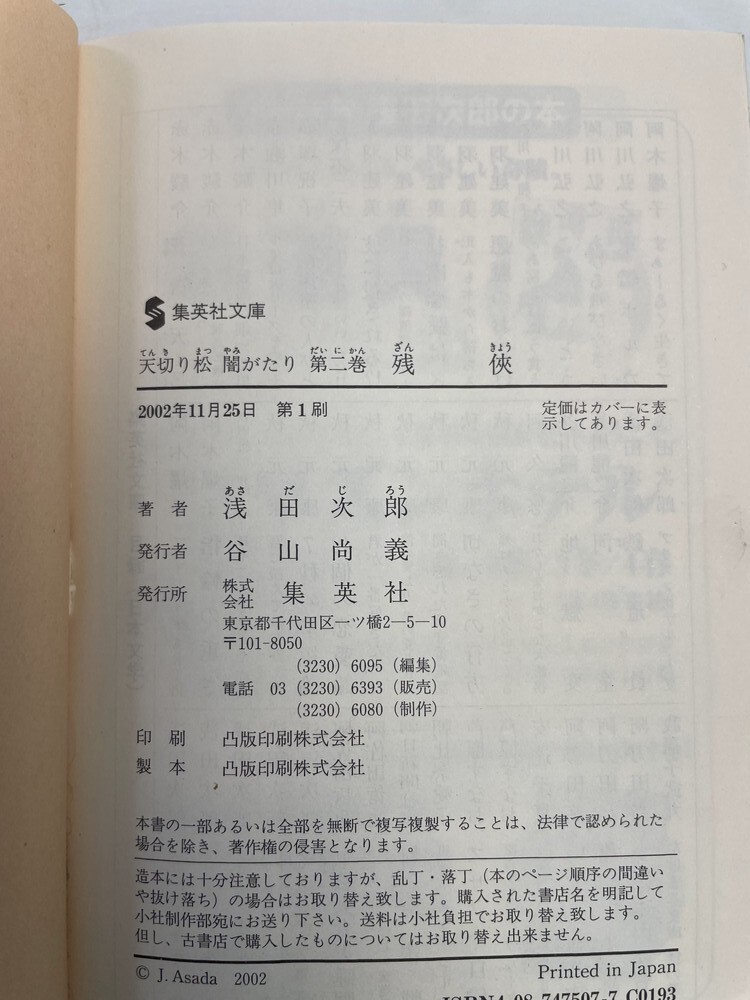 集英社文庫
天切り松 闇がたり 第二巻 残 俠
2002年11月25日 第1刷
定価はカバーに表
示してあります。
著者 浅田次郎
発行者 谷山尚義
発行所 株式会社 集英社
東京都千代田区一ツ橋2—5—10
〒101-8050
(3230) 6095 (編集)
電話 03 (3230) 6393 (販売)
(3230) 6080 (制作)
印刷 凸版印刷株式会社
製本 凸版印刷株式会社
本書の一部あるいは全部を無断で複写複製することは、法律で認められた
場合を除き、著作権の侵害となります。
造本には十分注意しておりますが、乱丁・落丁（本のページ順序の間違い
や抜け落ち）の場合はお取り替え致します。購入された書店名を明記して
小社制作部宛にお送り下さい。送料は小社負担でお取り替え致します。
但し、古書店で購入したものについてはお取り替え出来ません。
© J. Asada 2002
Printed in Japan
ISBN4-08-747507-7 C0193